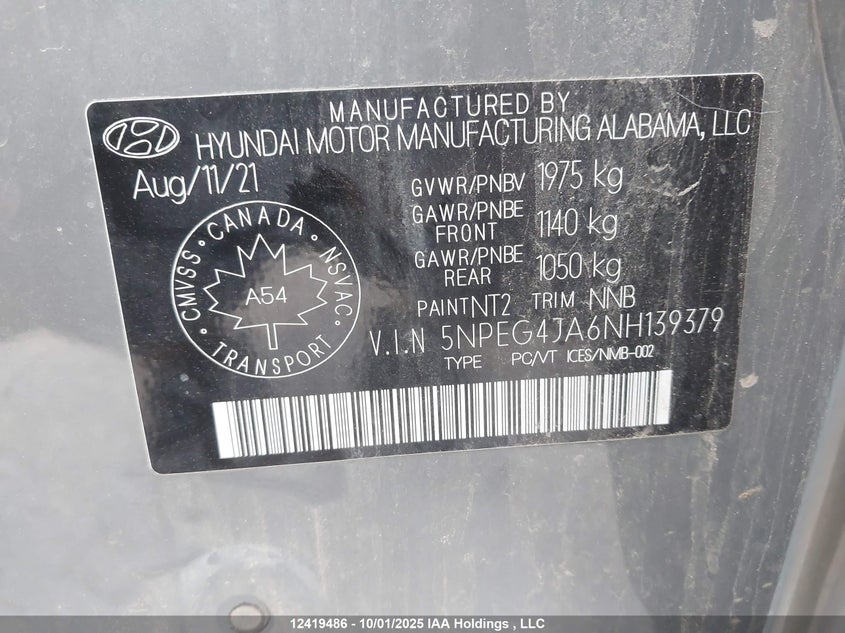 MANUFACTURED BY
HYUNDAI MOTOR MANUFACTURING ALABAMA, LLC
Aug/11/21
GVWR/PNBV 1975 kg
GAWR/PNBE FRONT 1140 kg
GAWR/PNBE REAR 1050 kg
CMVSS • CANADA • NSVAC • TRANSPORT •
A54
PAINT NT2 TRIM NNB
V.I.N 5NPEG4JA6NH139379
TYPE PC/VT ICES/NMB-002
12419486 - 10/01/2025 IAA Holdings , LLC